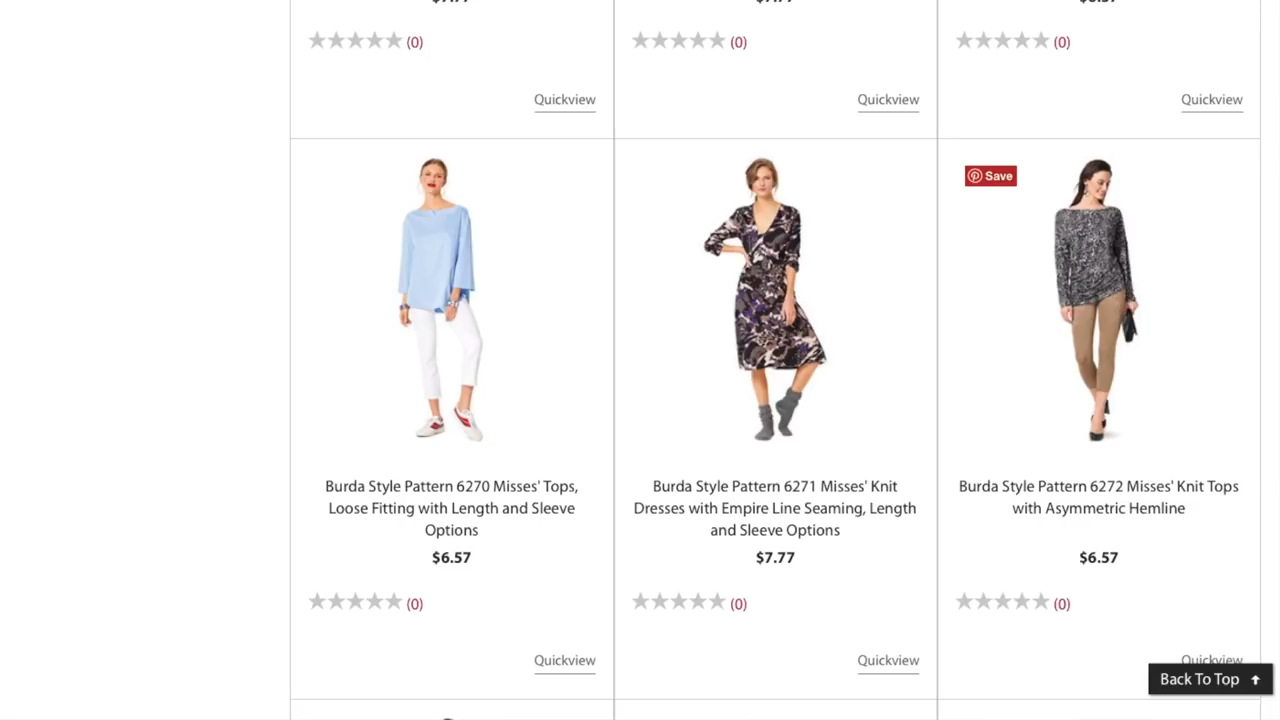 (0)
(0)
(0)
Quickview
Quickview
Quickview
Save
Burda Style Pattern 6270 Misses' Tops,
Loose Fitting with Length and Sleeve
Options
$6.57
Burda Style Pattern 6271 Misses' Knit
Dresses with Empire Line Seaming, Length
and Sleeve Options
$7.77
Burda Style Pattern 6272 Misses' Knit Tops
with Asymmetric Hemline
$6.57
(0)
(0)
(0)
Quickview
Quickview
Quickview
Back To Top